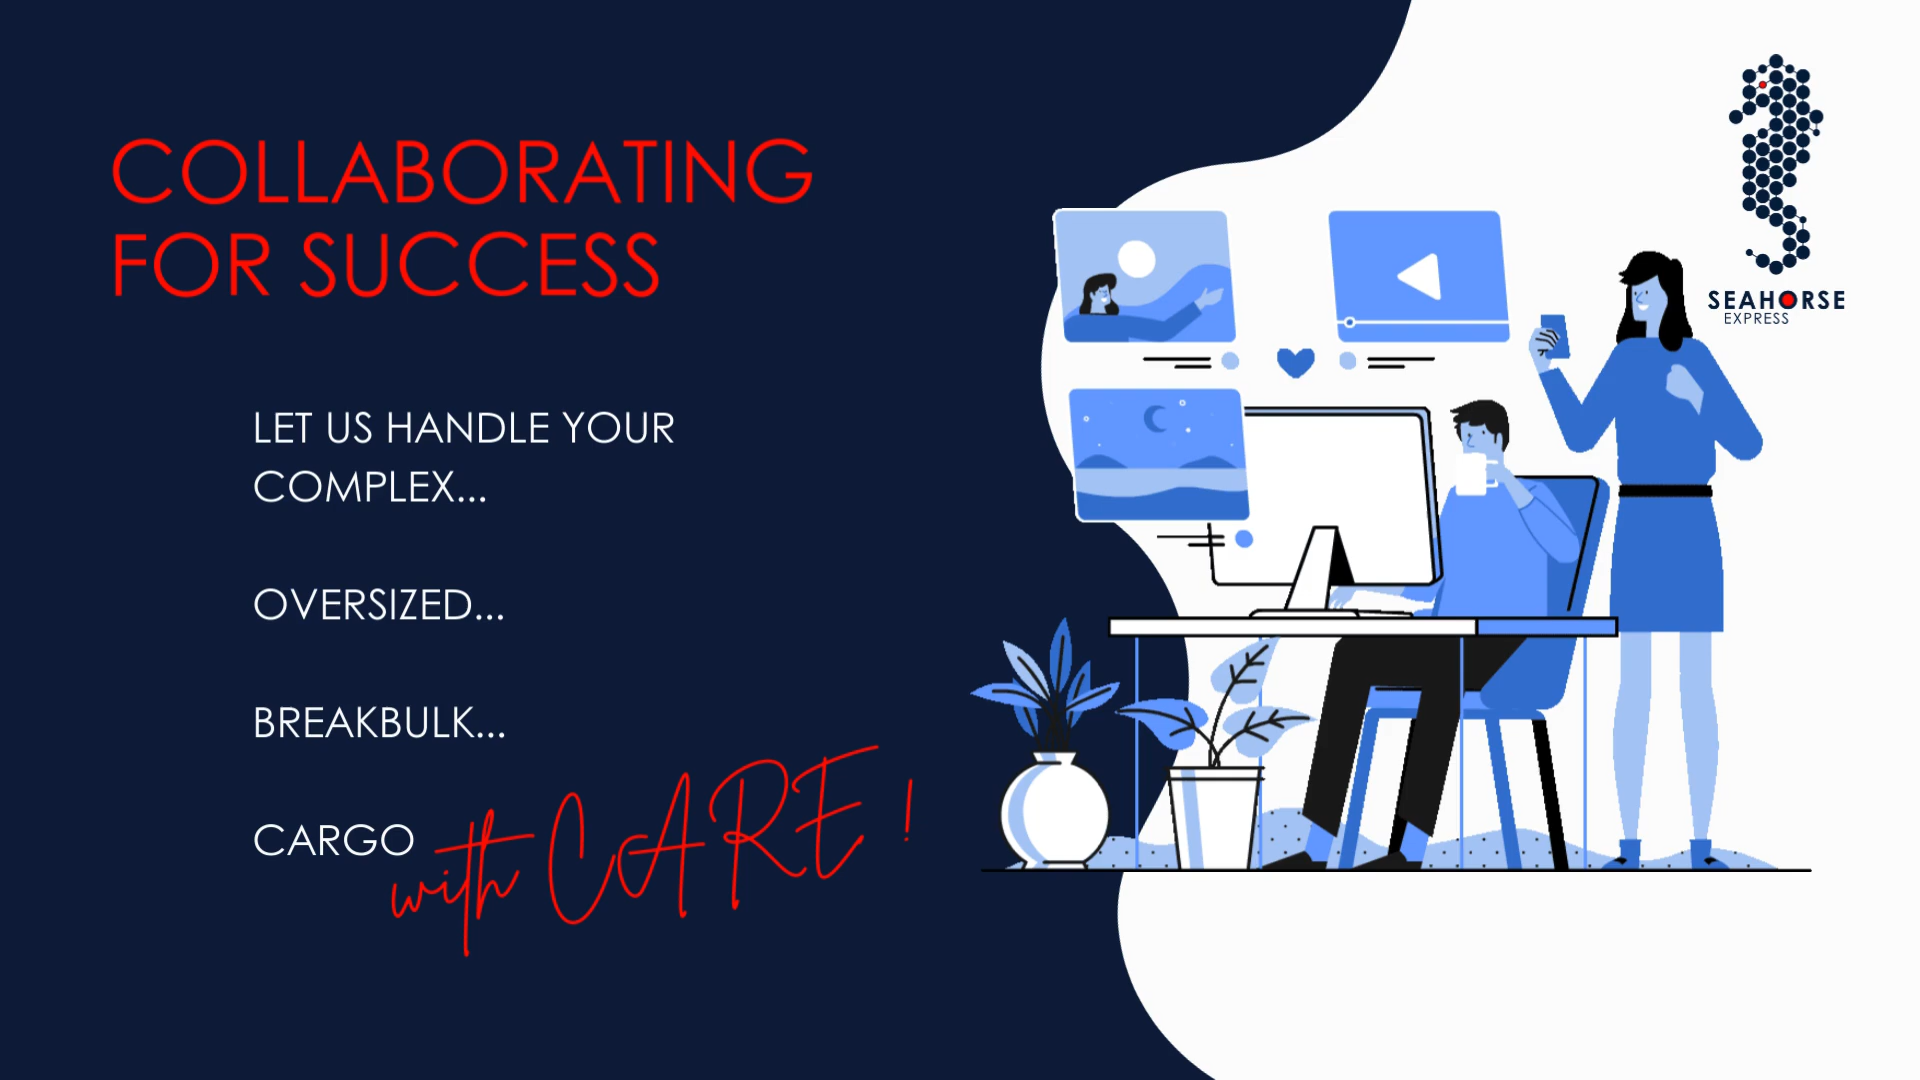 COLLABORATING
FOR SUCCESS
LET US HANDLE YOUR
COMPLEX...
OVERSIZED...
BREAKBULK...
CARGO with CARE!
SEAHORSE
EXPRESS